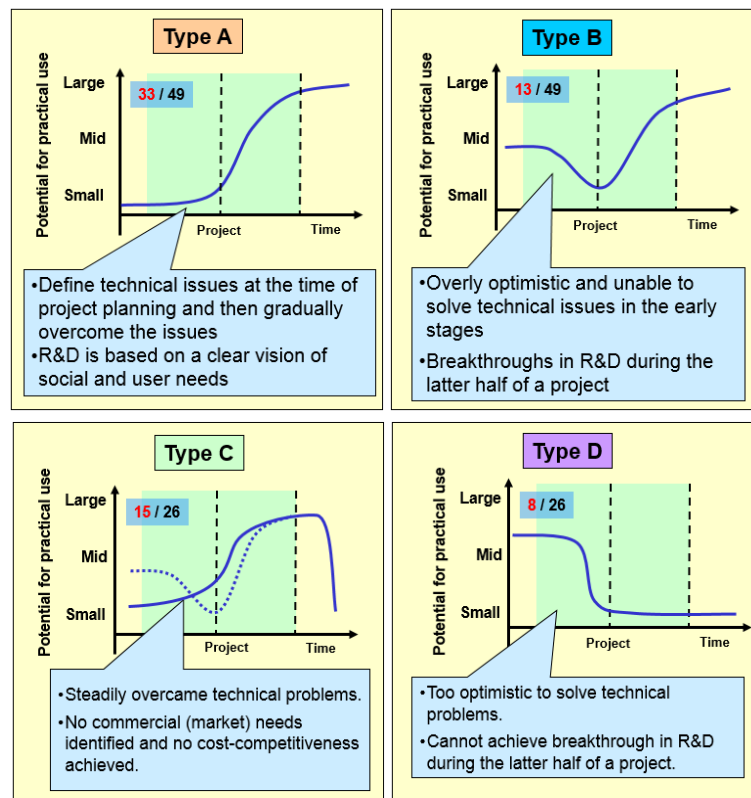 Type A
Potential for practical use
Large
Mid
Small
33 / 49
Project
Time
•Define technical issues at the time of
project planning and then gradually
overcome the issues
•R&D is based on a clear vision of
social and user needs
Type B
Potential for practical use
Large
Mid
Small
13 / 49
Project
Time
•Overly optimistic and unable to
solve technical issues in the early
stages
•Breakthroughs in R&D during the
latter half of a project
Type C
Potential for practical use
Large
Mid
Small
15 / 26
Project
Time
•Steadily overcame technical problems.
•No commercial (market) needs
identified and no cost-competitiveness
achieved.
Type D
Potential for practical use
Large
Mid
Small
8 / 26
Project
Time
•Too optimistic to solve technical
problems.
•Cannot achieve breakthrough in R&D
during the latter half of a project.